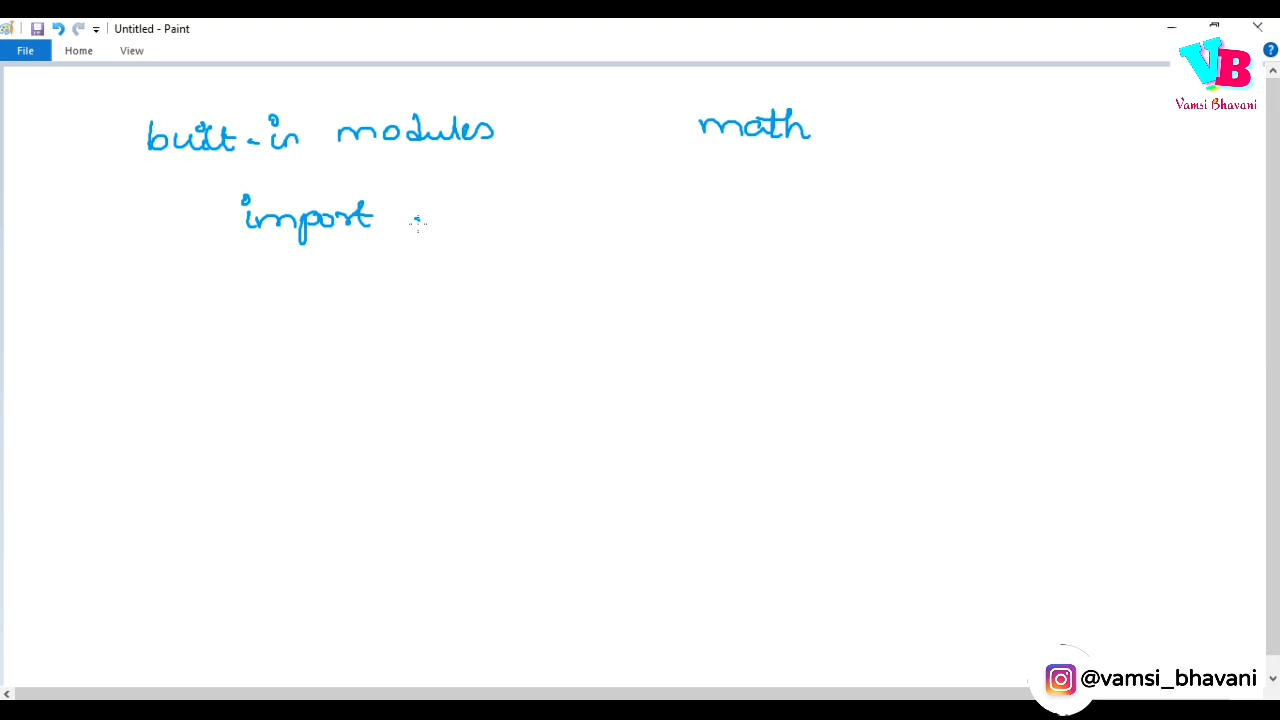 Untitled - Paint
File Home View
VB
Vamsi Bhavani
built-in modules math
import
@vamsi_bhavani